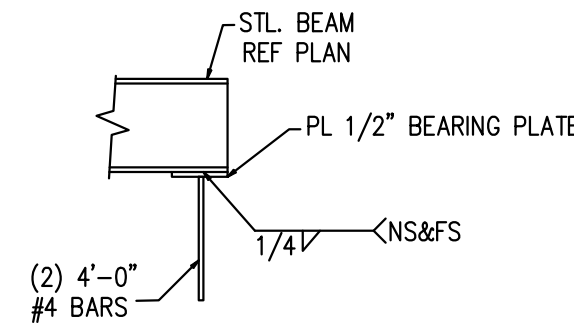 STL. BEAM
REF PLAN
PL 1/2" BEARING PLATE
1/4
NS&FS
(2) 4'-0"
#4 BARS